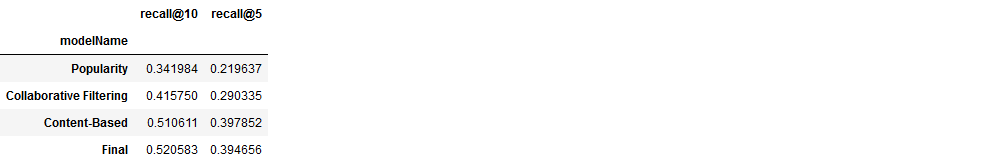 recall@10 recall@5
modelName
Popularity 0.341984 0.219637
Collaborative Filtering 0.415750 0.290335
Content-Based 0.510611 0.397852
Final 0.520583 0.394656